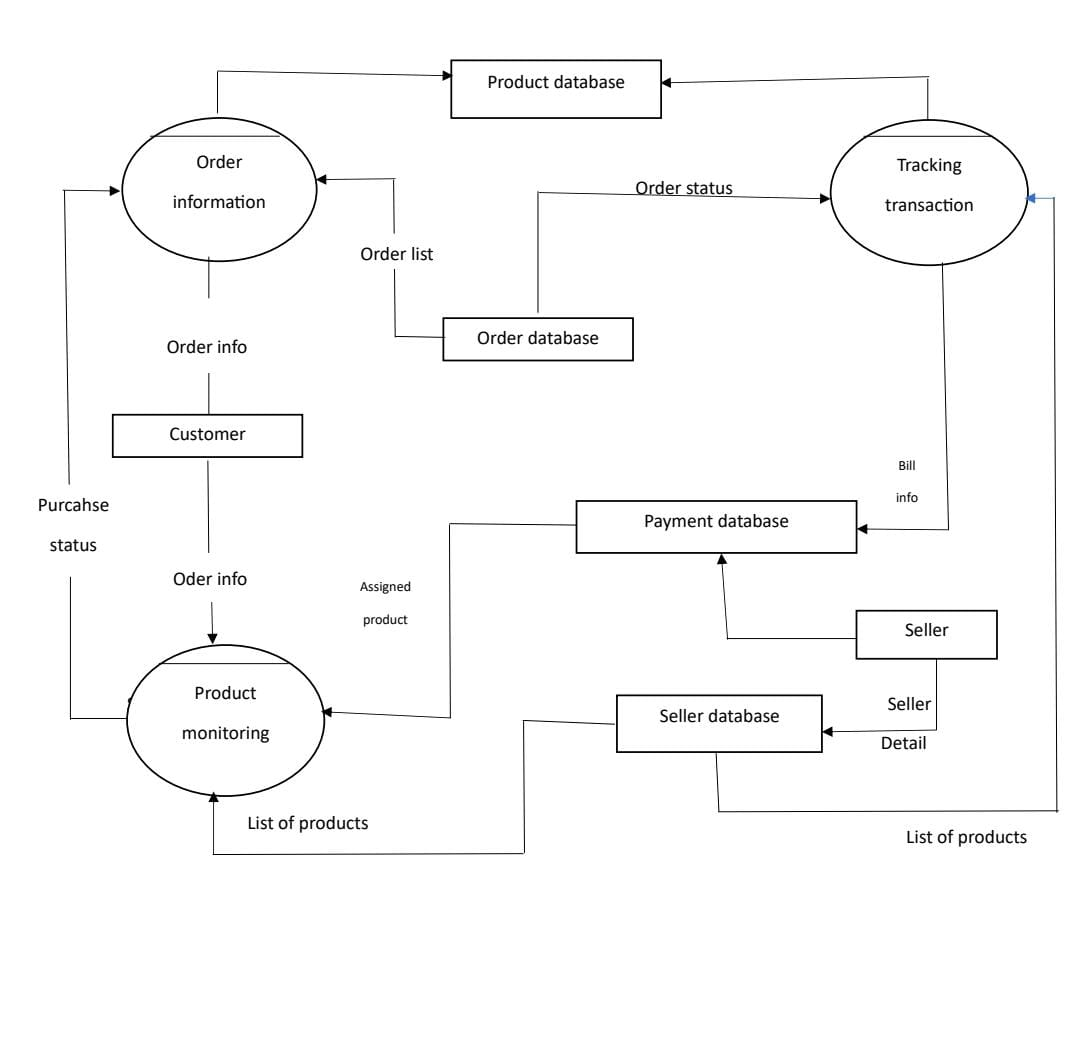 Product database
Order
information
Tracking
transaction
Order status
Order list
Order database
Order info
Customer
Bill
info
Purcahse
status
Payment database
Oder info
Assigned
product
Seller
Product
monitoring
Seller database
Seller
Detail
List of products
List of products